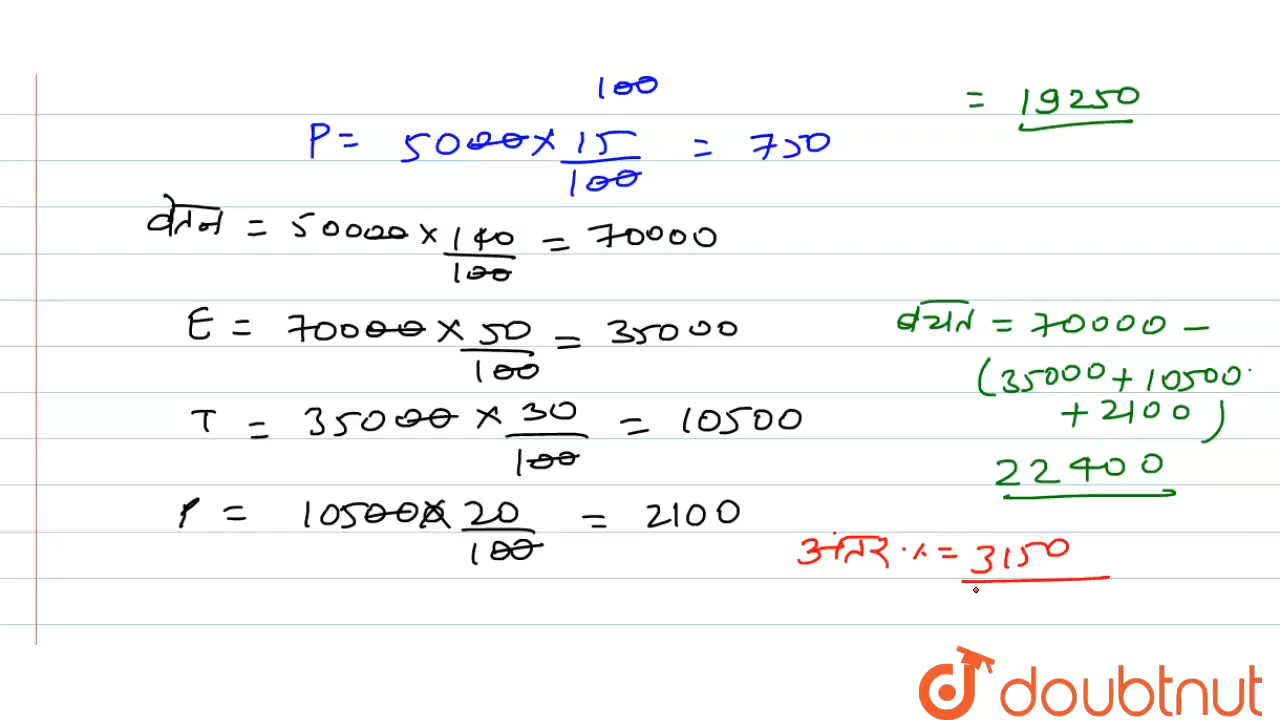 100
= 19250
P = 5000 × 15/100 = 750
वेतन = 50000 × 140/100 = 70000
E = 70000 × 50/100 = 35000
T = 35000 × 30/100 = 10500
P = 10500 × 20/100 = 2100
बचत = 70000 -
(35000 + 10500
+ 2100)
22400
अंतर % = 3150
doubtnut